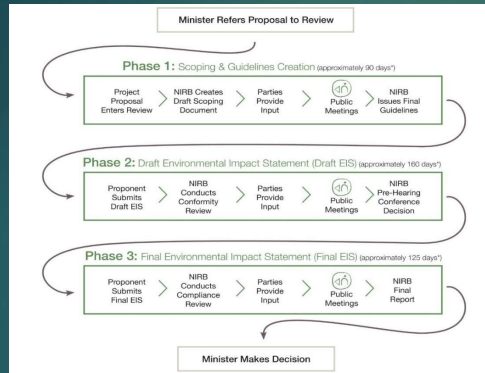 Minister Refers Proposal to Review
Phase 1: Scoping & Guidelines Creation (approximately 90 days*)
Project Proposal Enters Review
NIRB Creates Draft Scoping Document
Parties Provide Input
Public Meetings
NIRB Issues Final Guidelines
Phase 2: Draft Environmental Impact Statement (Draft EIS) (approximately 160 days*)
Proponent Submits Draft EIS
NIRB Conducts Conformity Review
Parties Provide Input
Public Meetings
NIRB Pre-Hearing Conference Decision
Phase 3: Final Environmental Impact Statement (Final EIS) (approximately 125 days*)
Proponent Submits Final EIS
NIRB Conducts Compliance Review
Parties Provide Input
Public Meetings
NIRB Final Report
Minister Makes Decision